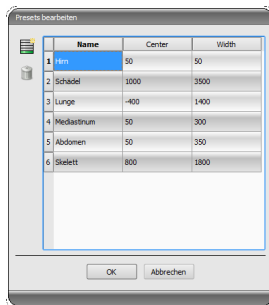 Presets bearbeiten
Name Center Width
1 Hirn 50 50
2 Schädel 1000 3500
3 Lunge -400 1400
4 Mediastinum 50 300
5 Abdomen 50 350
6 Skelett 800 1800
OK Abbrechen